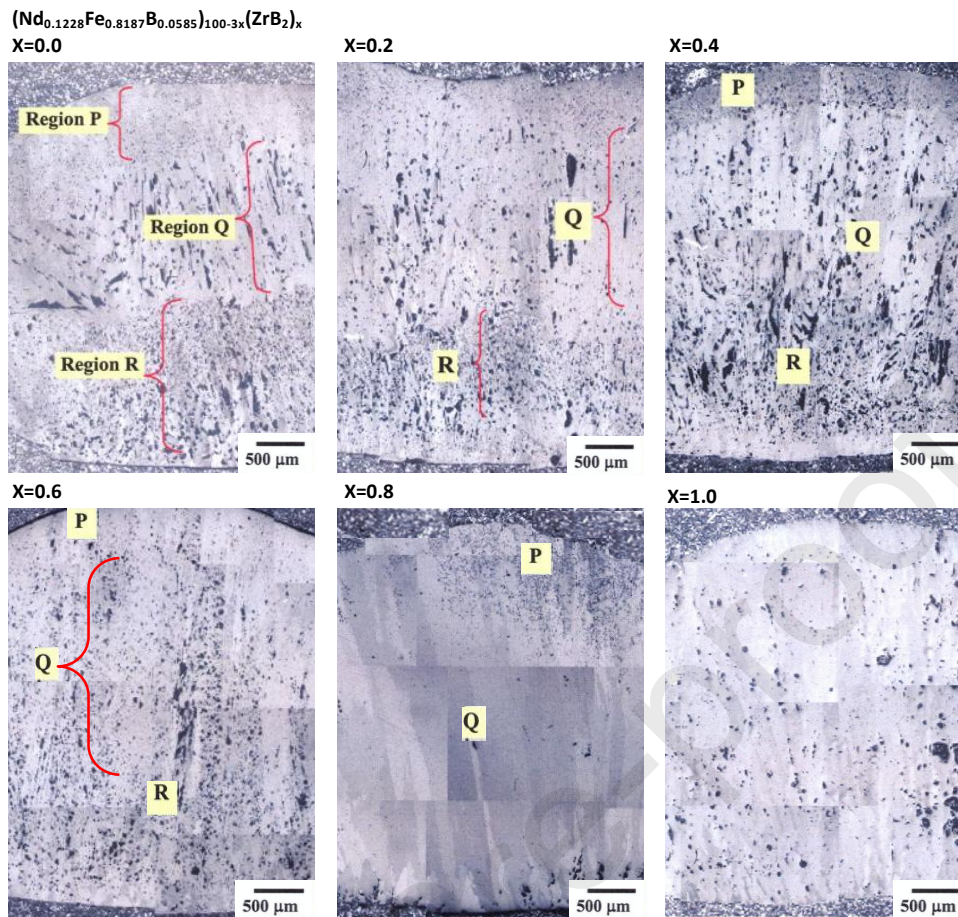 (Nd0.1228Fe0.8187B0.0585)100-3x(ZrB2)x
X=0.0
X=0.2
X=0.4
Region P
Region Q
Region R
500 µm
Q
R
500 µm
P
Q
R
500 µm
X=0.6
X=0.8
X=1.0
P
Q
R
500 µm
P
Q
500 µm
500 µm